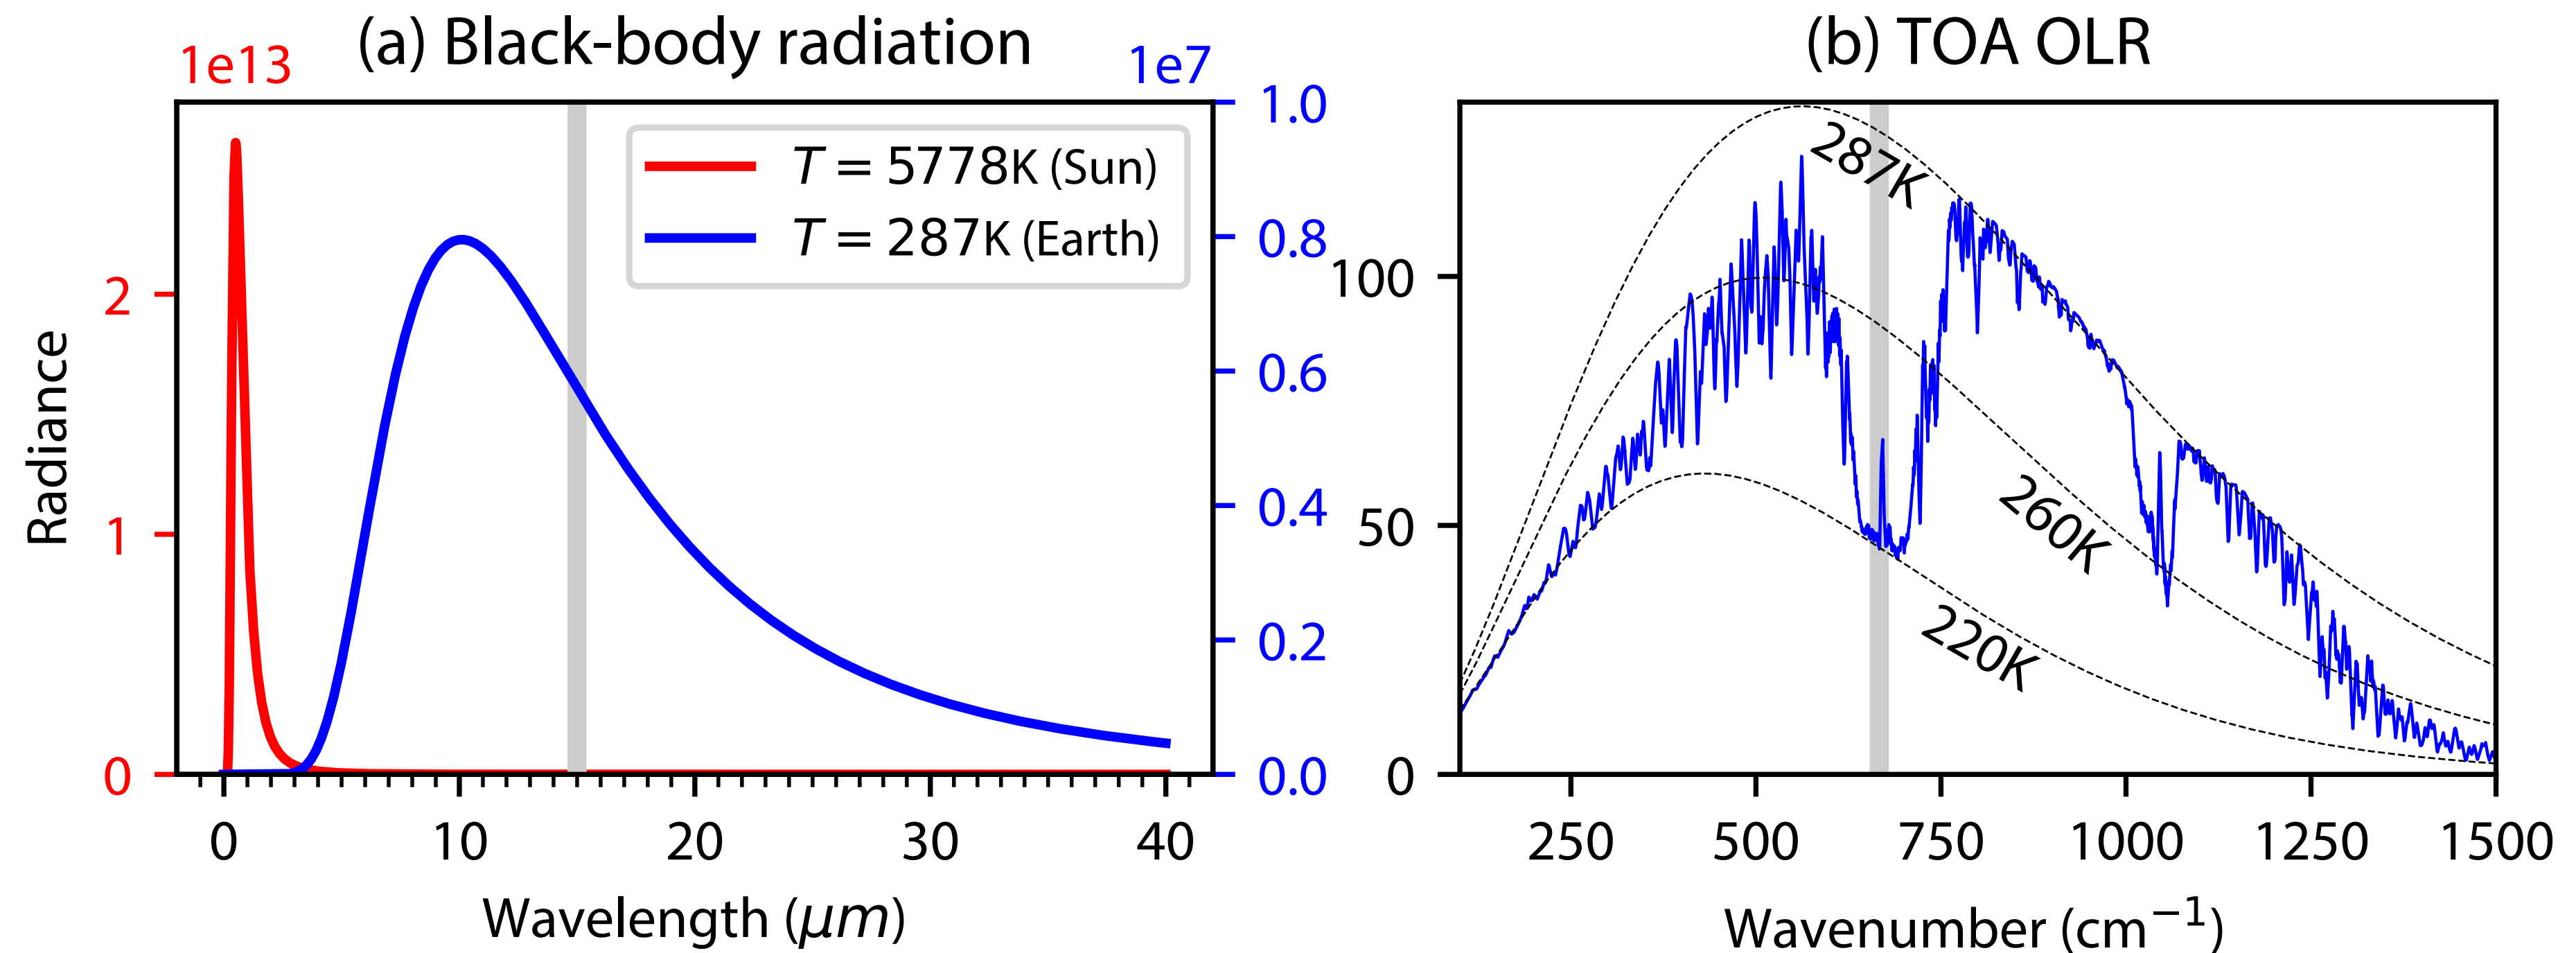 (a) Black-body radiation
1e13
1e7
Radiance
2
1
0
1.0
0.8
0.6
0.4
0.2
0.0
T = 5778K (Sun)
T = 287K (Earth)
0 10 20 30 40
Wavelength (μm)
(b) TOA OLR
100
50
0
287K
260K
220K
250 500 750 1000 1250 1500
Wavenumber (cm⁻¹)